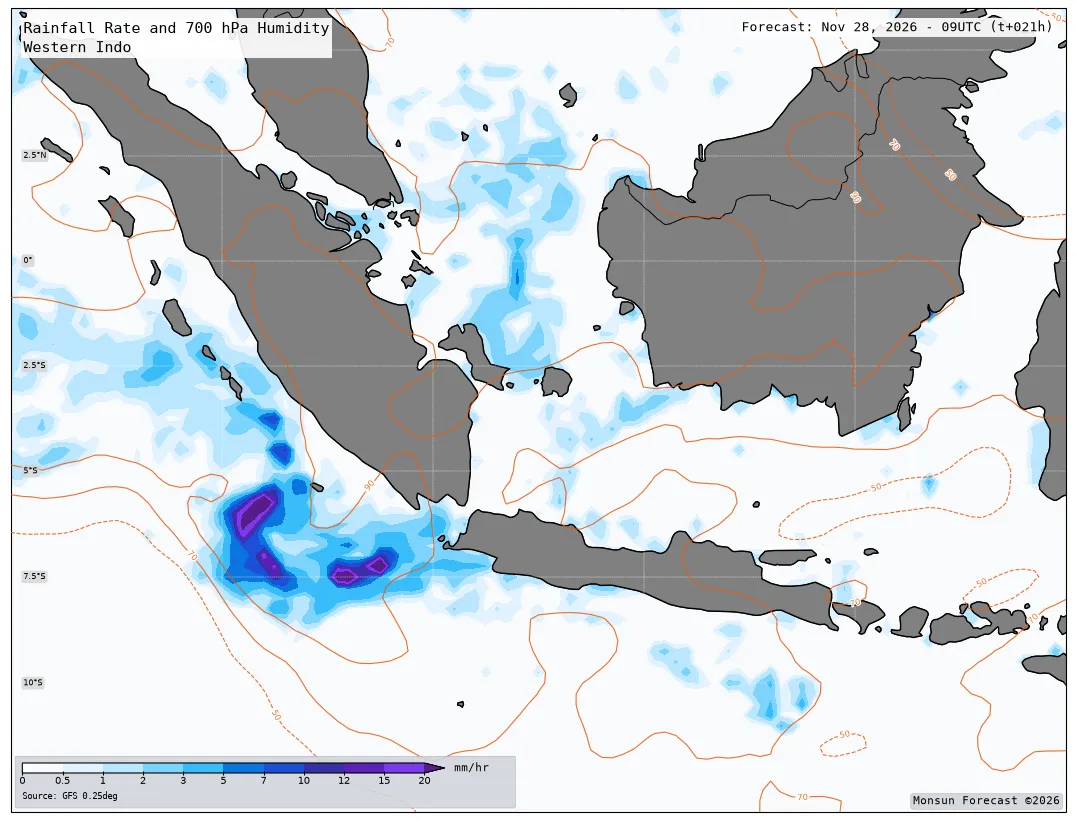 Rainfall Rate and 700 hPa Humidity
Western Indo
Forecast: Nov 28, 2026 - 09UTC (t+021h)
50
70
70
50
50
2.5°N
0°
2.5°S
5°S
90
50
70
7.5°S
50
70
70
10°S
50
50
70
0 0.5 1 2 3 5 7 10 12 15 20
mm/hr
Source: GFS 0.25deg
Monsun Forecast ©2026